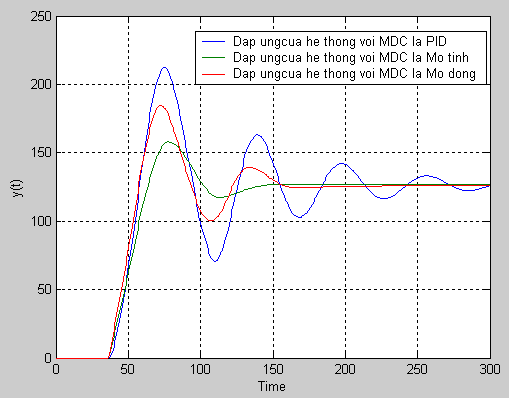 250
200
150
100
50
0
y(t)
Dap ungcua he thong voi MDC la PID
Dap ungcua he thong voi MDC la Mo tinh
Dap ungcua he thong voi MDC la Mo dong
0 50 100 150 200 250 300
Time